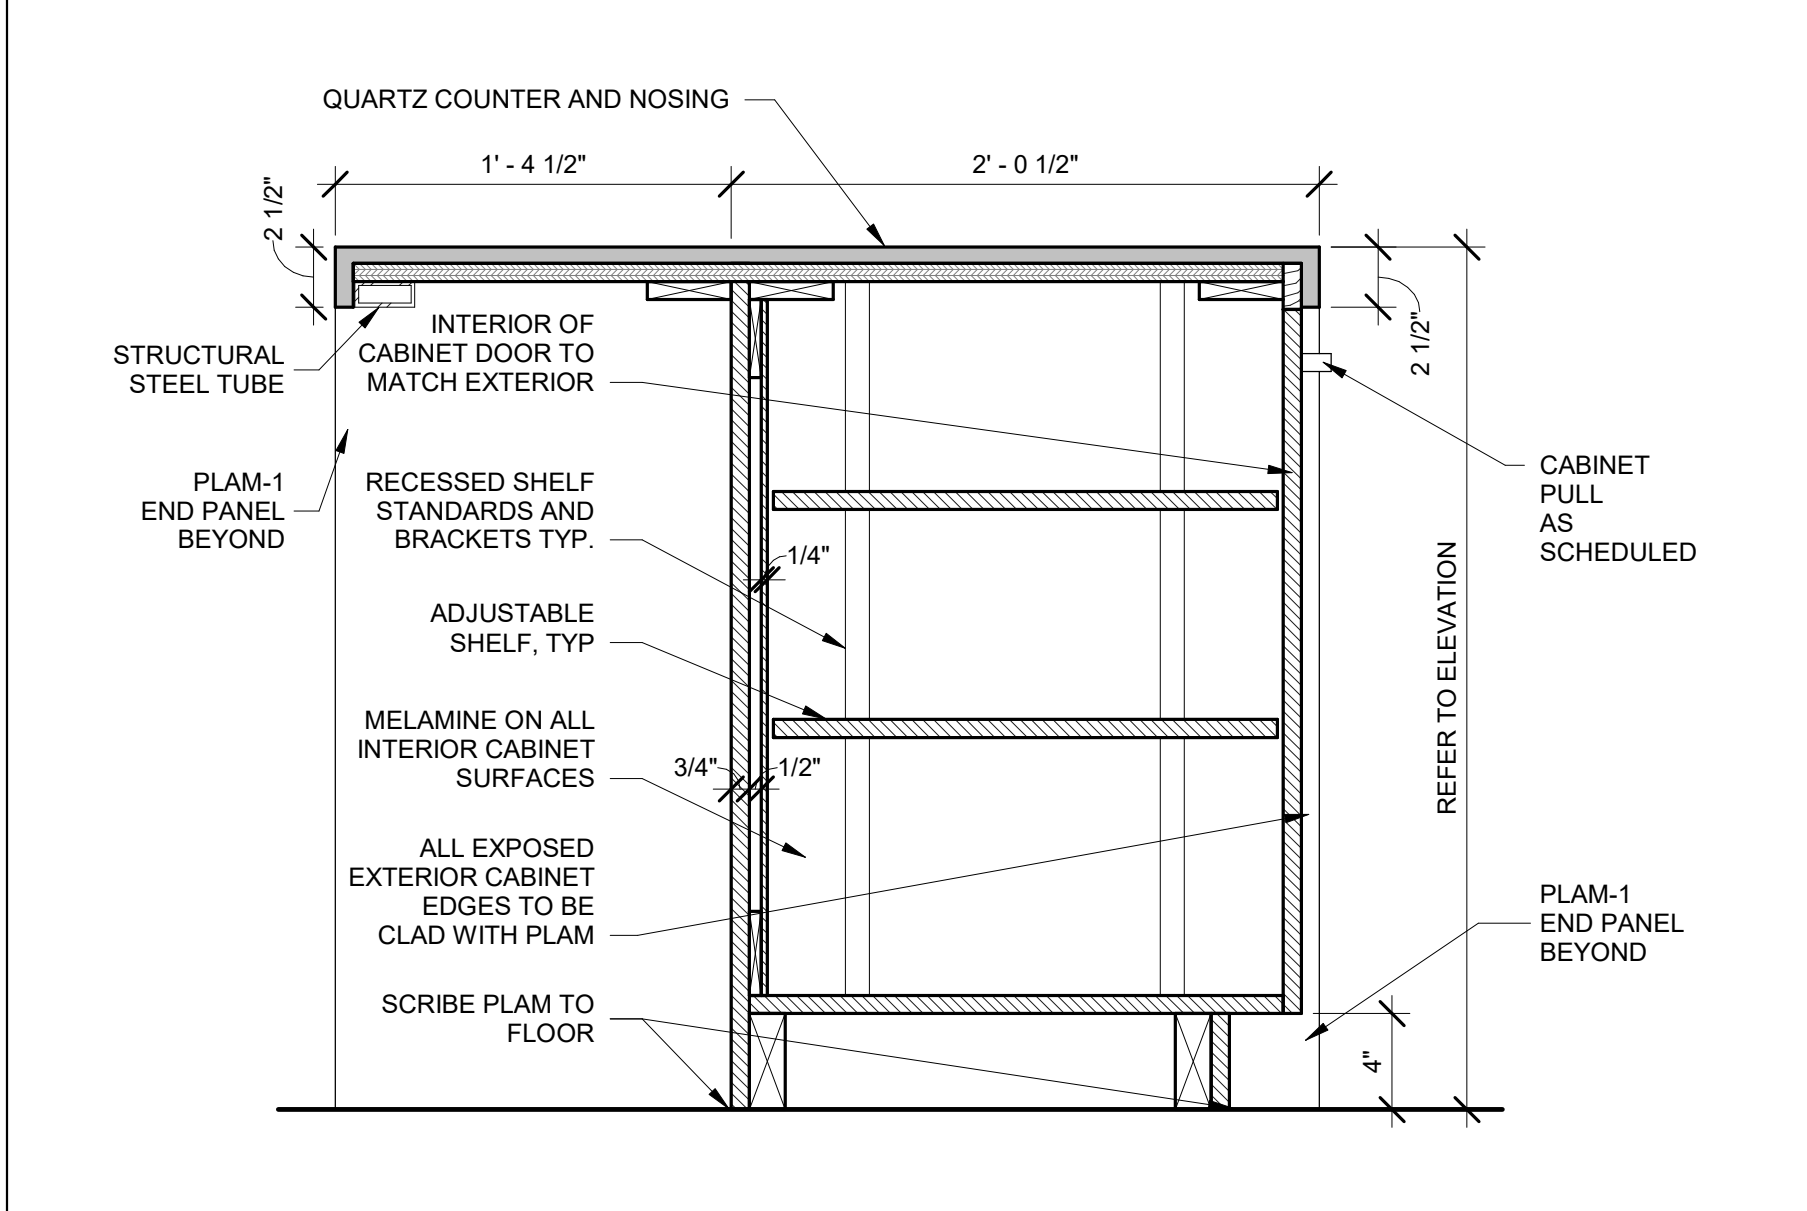 QUARTZ COUNTER AND NOSING
1' - 4 1/2"
2' - 0 1/2"
2 1/2"
2 1/2"
STRUCTURAL
STEEL TUBE
INTERIOR OF
CABINET DOOR TO
MATCH EXTERIOR
PLAM-1
END PANEL
BEYOND
RECESSED SHELF
STANDARDS AND
BRACKETS TYP.
1/4"
CABINET
PULL
AS
SCHEDULED
ADJUSTABLE
SHELF, TYP
REFER TO ELEVATION
MELAMINE ON ALL
INTERIOR CABINET
SURFACES
3/4"
1/2"
ALL EXPOSED
EXTERIOR CABINET
EDGES TO BE
CLAD WITH PLAM
PLAM-1
END PANEL
BEYOND
SCRIBE PLAM TO
FLOOR
4"